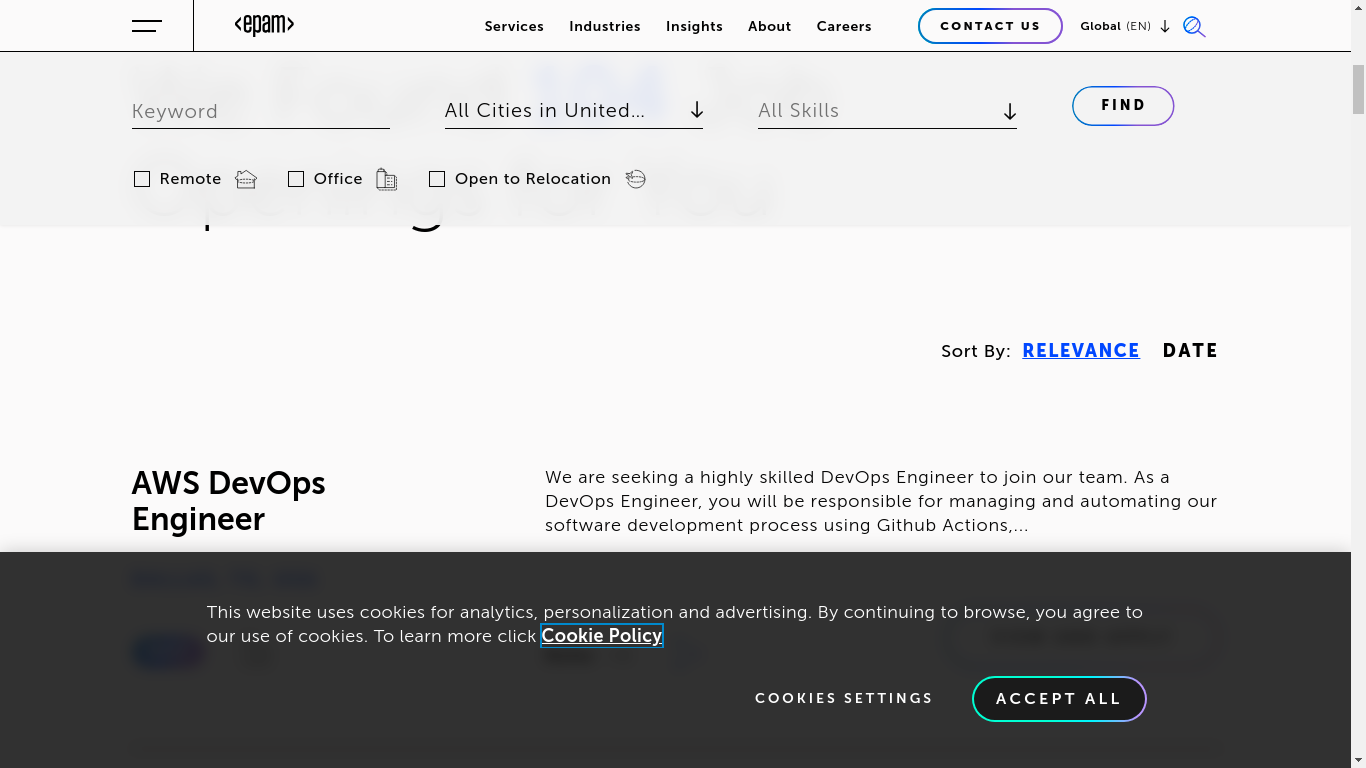 <epam>
Services Industries Insights About Careers CONTACT US Global (EN)
Keyword All Cities in United... All Skills FIND
Remote Office Open to Relocation
Sort By: RELEVANCE DATE
AWS DevOps
Engineer
We are seeking a highly skilled DevOps Engineer to join our team. As a
DevOps Engineer, you will be responsible for managing and automating our
software development process using Github Actions,...
This website uses cookies for analytics, personalization and advertising. By continuing to browse, you agree to
our use of cookies. To learn more click Cookie Policy
COOKIES SETTINGS ACCEPT ALL